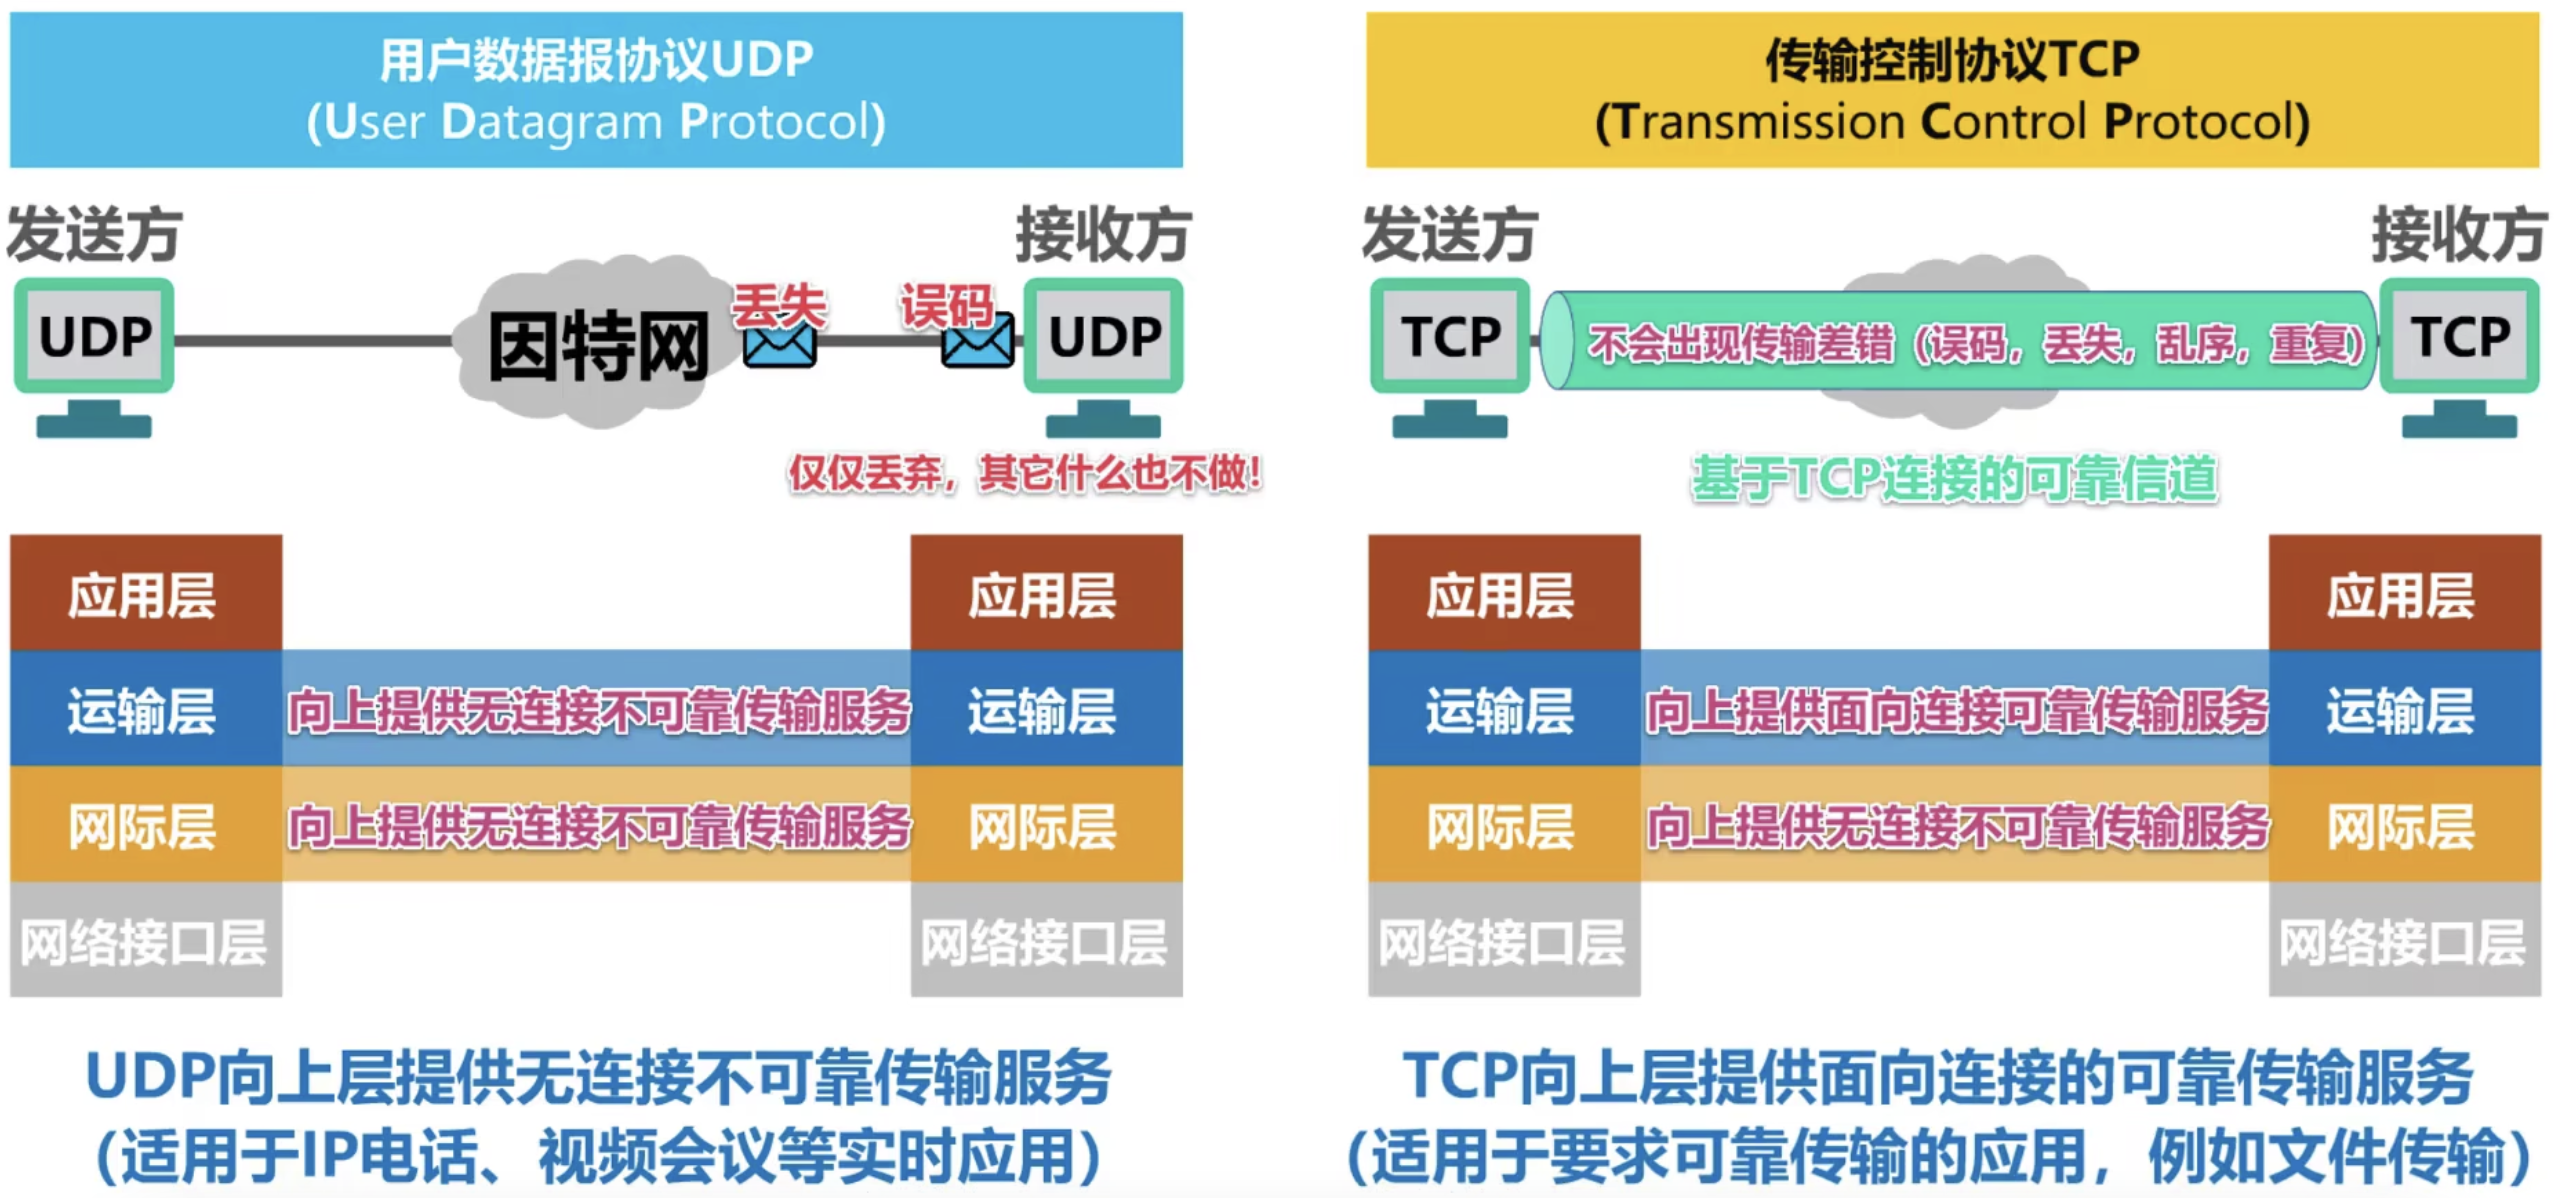 用户数据报协议UDP
(User Datagram Protocol)
发送方
接收方
UDP
因特网
丢失
误码
UDP
仅仅丢弃，其它什么也不做！
应用层
应用层
运输层
向上提供无连接不可靠传输服务
运输层
网际层
向上提供无连接不可靠传输服务
网际层
网络接口层
网络接口层
UDP向上层提供无连接不可靠传输服务
（适用于IP电话、视频会议等实时应用）
传输控制协议TCP
(Transmission Control Protocol)
发送方
接收方
TCP
不会出现传输差错（误码，丢失，乱序，重复）
TCP
基于TCP连接的可靠信道
应用层
应用层
运输层
向上提供面向连接可靠传输服务
运输层
网际层
向上提供无连接不可靠传输服务
网际层
网络接口层
网络接口层
TCP向上层提供面向连接的可靠传输服务
（适用于要求可靠传输的应用，例如文件传输）